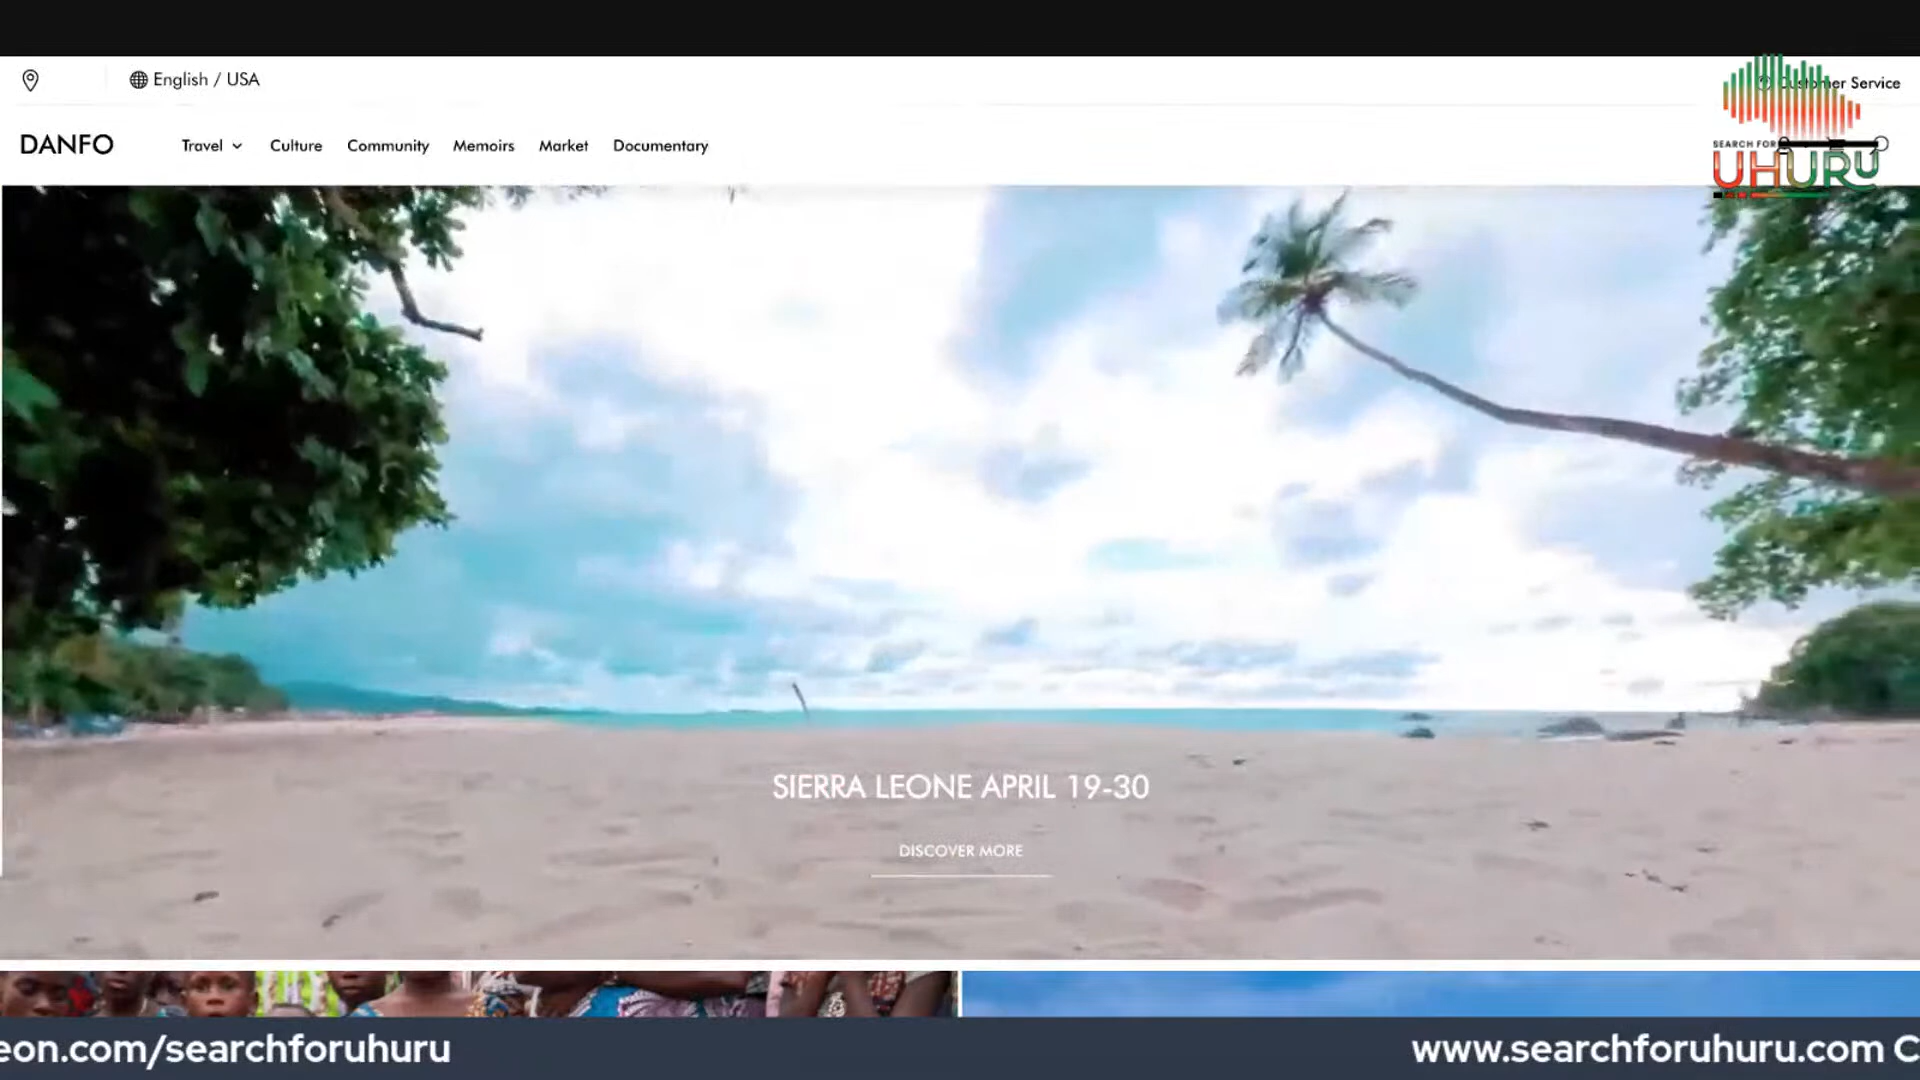 English / USA
Customer Service
DANFO
Travel
Culture
Community
Memoirs
Market
Documentary
SEARCH FOR
UHURU
SIERRA LEONE APRIL 19-30
DISCOVER MORE
eon.com/searchforuhuru
www.searchforuhuru.com C